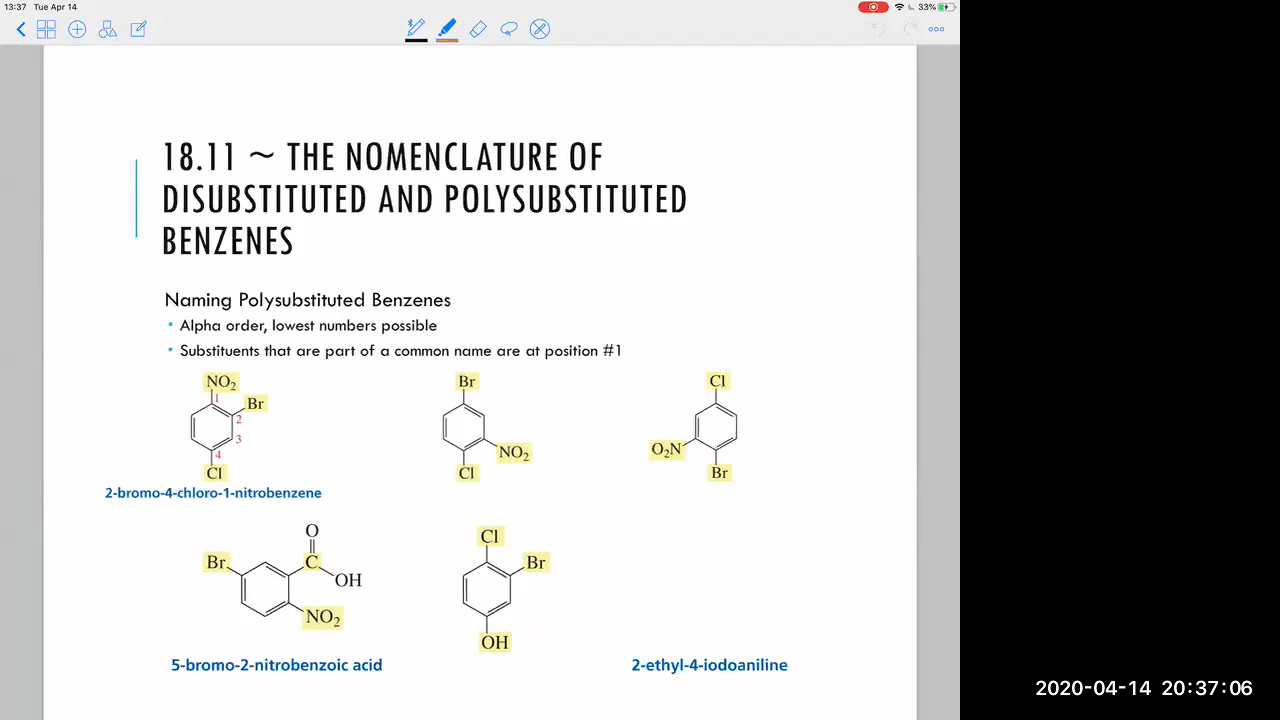 13:37 Tue Apr 14
33%
18.11 ~ THE NOMENCLATURE OF
DISUBSTITUTED AND POLYSUBSTITUTED
BENZENES
Naming Polysubstituted Benzenes
▪ Alpha order, lowest numbers possible
▪ Substituents that are part of a common name are at position #1
NO₂
1
Br
2
3
4
Cl
2-bromo-4-chloro-1-nitrobenzene
Br
NO₂
Cl
Cl
O₂N
Br
O
Br
C
OH
NO₂
5-bromo-2-nitrobenzoic acid
Cl
Br
OH
2-ethyl-4-iodoaniline
2020-04-14 20:37:06